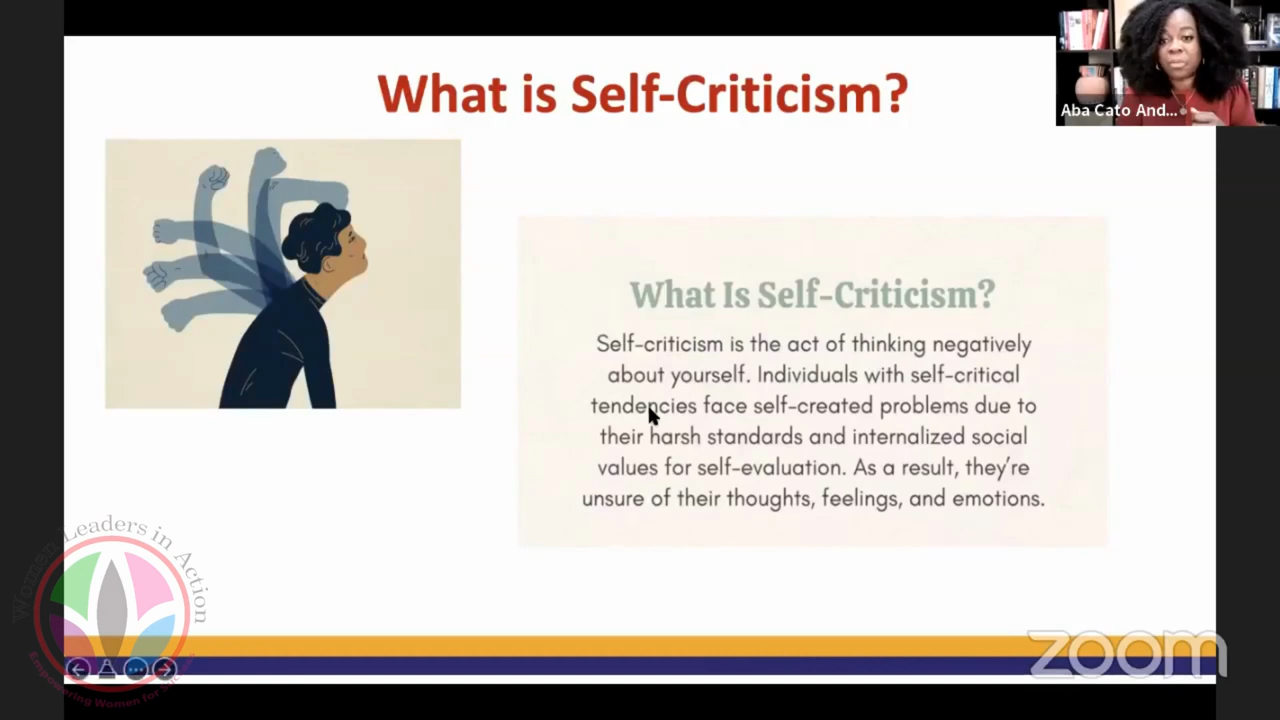 What is Self-Criticism?
Aba Cato And...
What Is Self-Criticism?
Self-criticism is the act of thinking negatively
about yourself. Individuals with self-critical
tendencies face self-created problems due to
their harsh standards and internalized social
values for self-evaluation. As a result, they're
unsure of their thoughts, feelings, and emotions.
Women Leaders in Action
Empowering Women for
zoom